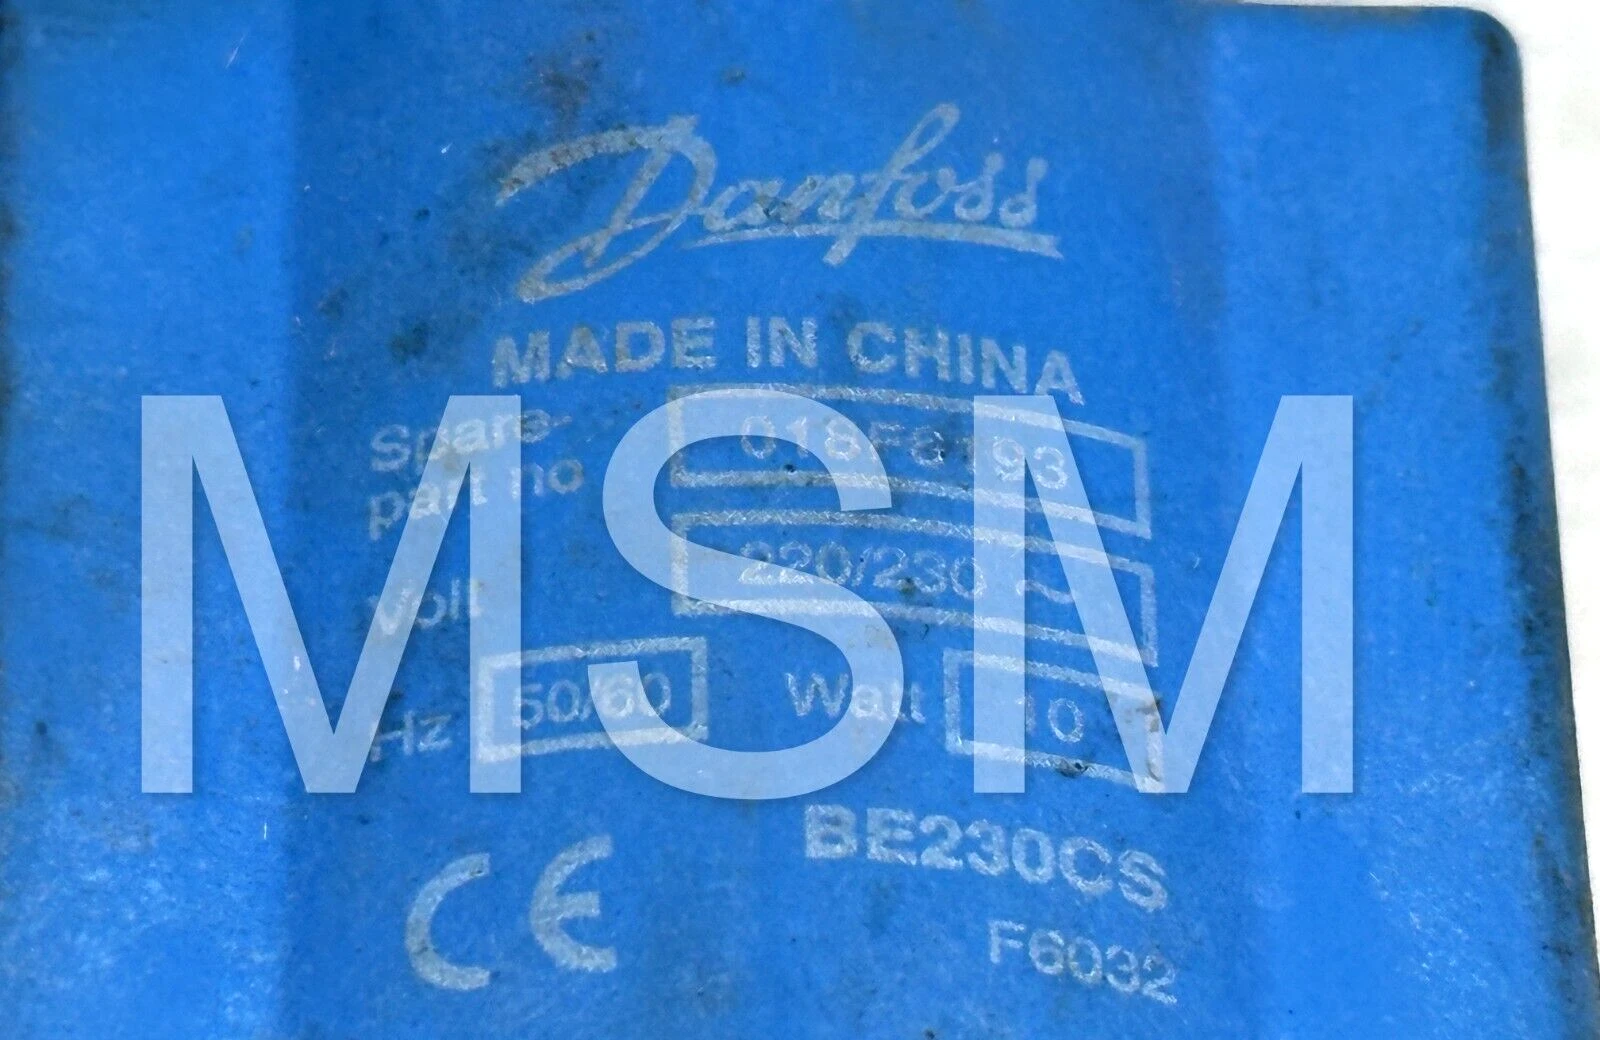 Danfoss
MADE IN CHINA
Spare-
part no 018F6193
Volt 220/230 ~
Hz 50/60 Watt 10
BE230CS
CE F6032
MSM